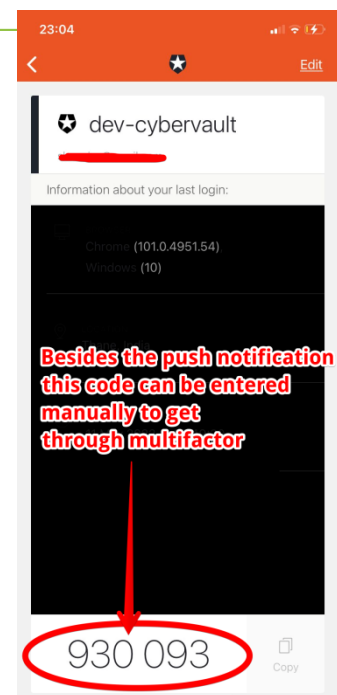 23:04
Edit
dev-cybervault
Information about your last login:
Chrome (101.0.4951.54)
Windows (10)
Besides the push notification
this code can be entered
manually to get
through multifactor
930 093
Copy